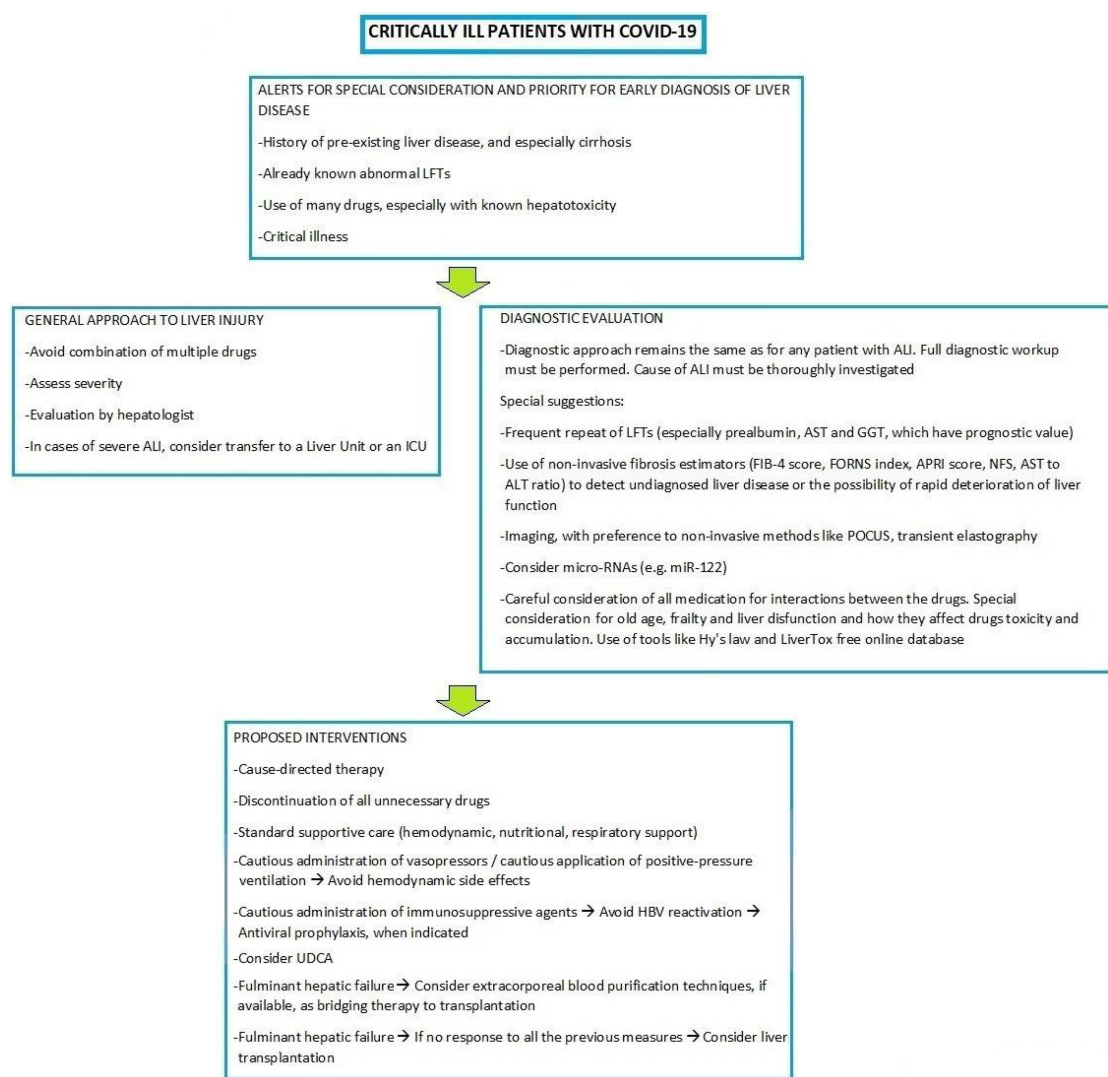 CRITICALLY ILL PATIENTS WITH COVID-19
ALERTS FOR SPECIAL CONSIDERATION AND PRIORITY FOR EARLY DIAGNOSIS OF LIVER
DISEASE
-History of pre-existing liver disease, and especially cirrhosis
-Already known abnormal LFTs
-Use of many drugs, especially with known hepatotoxicity
-Critical illness
GENERAL APPROACH TO LIVER INJURY
-Avoid combination of multiple drugs
-Assess severity
-Evaluation by hepatologist
-In cases of severe ALI, consider transfer to a Liver Unit or an ICU
DIAGNOSTIC EVALUATION
-Diagnostic approach remains the same as for any patient with ALI. Full diagnostic workup
must be performed. Cause of ALI must be thoroughly investigated
Special suggestions:
-Frequent repeat of LFTs (especially prealbumin, AST and GGT, which have prognostic value)
-Use of non-invasive fibrosis estimators (FIB-4 score, FORNS index, APRI score, NFS, AST to
ALT ratio) to detect undiagnosed liver disease or the possibility of rapid deterioration of liver
function
-Imaging, with preference to non-invasive methods like POCUS, transient elastography
-Consider micro-RNAs (e.g. miR-122)
-Careful consideration of all medication for interactions between the drugs. Special
consideration for old age, frailty and liver disfunction and how they affect drugs toxicity and
accumulation. Use of tools like Hy's law and LiverTox free online database
PROPOSED INTERVENTIONS
-Cause-directed therapy
-Discontinuation of all unnecessary drugs
-Standard supportive care (hemodynamic, nutritional, respiratory support)
-Cautious administration of vasopressors / cautious application of positive-pressure
ventilation → Avoid hemodynamic side effects
-Cautious administration of immunosuppressive agents → Avoid HBV reactivation →
Antiviral prophylaxis, when indicated
-Consider UDCA
-Fulminant hepatic failure → Consider extracorporeal blood purification techniques, if
available, as bridging therapy to transplantation
-Fulminant hepatic failure → If no response to all the previous measures → Consider liver
transplantation